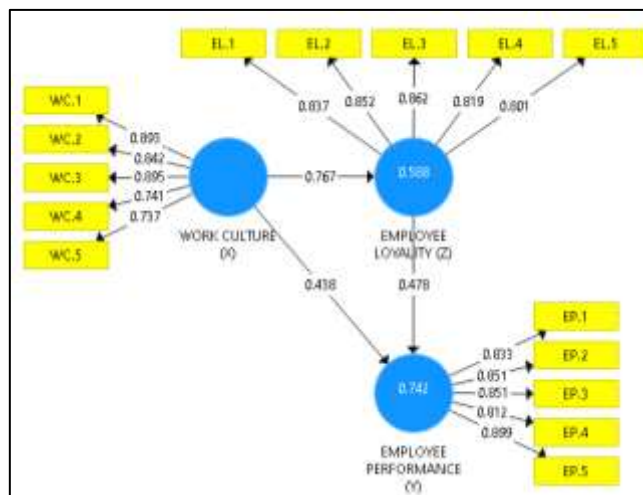 EL.1
EL.2
EL.3
EL.4
EL.5
0.837
0.852
0.862
0.819
0.801
WC.1
WC.2
WC.3
WC.4
WC.5
0.893
0.842
0.895
0.741
0.737
0.767
0.588
WORK CULTURE
(X)
EMPLOYEE
LOYALITY (Z)
0.438
0.478
0.742
EMPLOYEE
PERFORMANCE
(Y)
0.833
0.851
0.851
0.812
0.899
EP.1
EP.2
EP.3
EP.4
EP.5